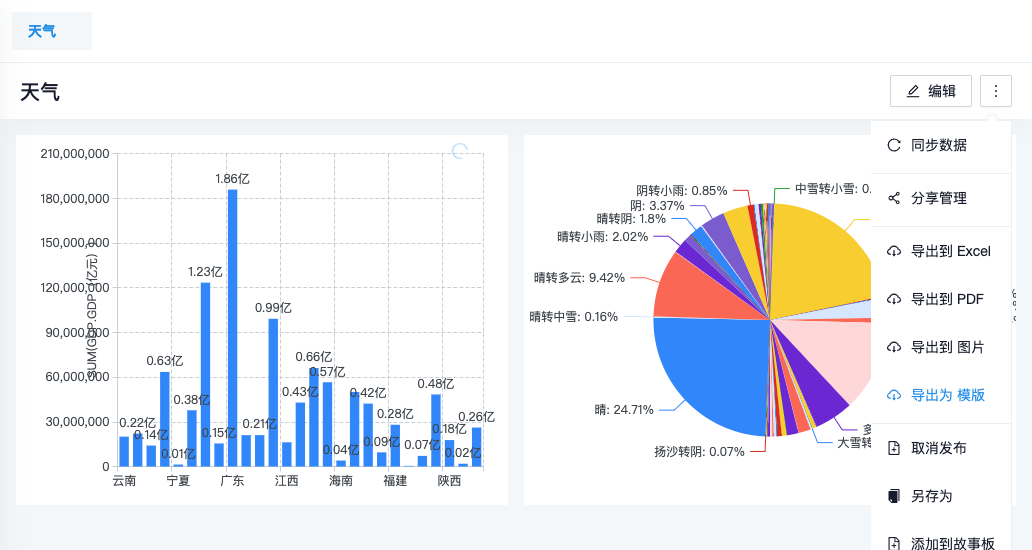 天气
天气
编辑
同步数据
分享管理
导出到 Excel
导出到 PDF
导出到 图片
导出为 模版
取消发布
另存为
添加到故事板
210,000,000
180,000,000
150,000,000
120,000,000
90,000,000
60,000,000
30,000,000
0
0.22亿
0.14亿
0.63亿
0.01亿
0.38亿
1.23亿
0.15亿
1.86亿
0.21亿
0.99亿
0.43亿
0.66亿
0.57亿
0.04亿
0.42亿
0.09亿
0.28亿
0.07亿
0.48亿
0.18亿
0.02亿
0.26亿
云南
宁夏
广东
江西
海南
福建
陕西
中雪转小雪: 0.
阴转小雨: 0.85%
阴: 3.37%
晴转阴: 1.8%
晴转小雨: 2.02%
晴转多云: 9.42%
晴转中雪: 0.16%
晴: 24.71%
扬沙转阴: 0.07%
大雪转